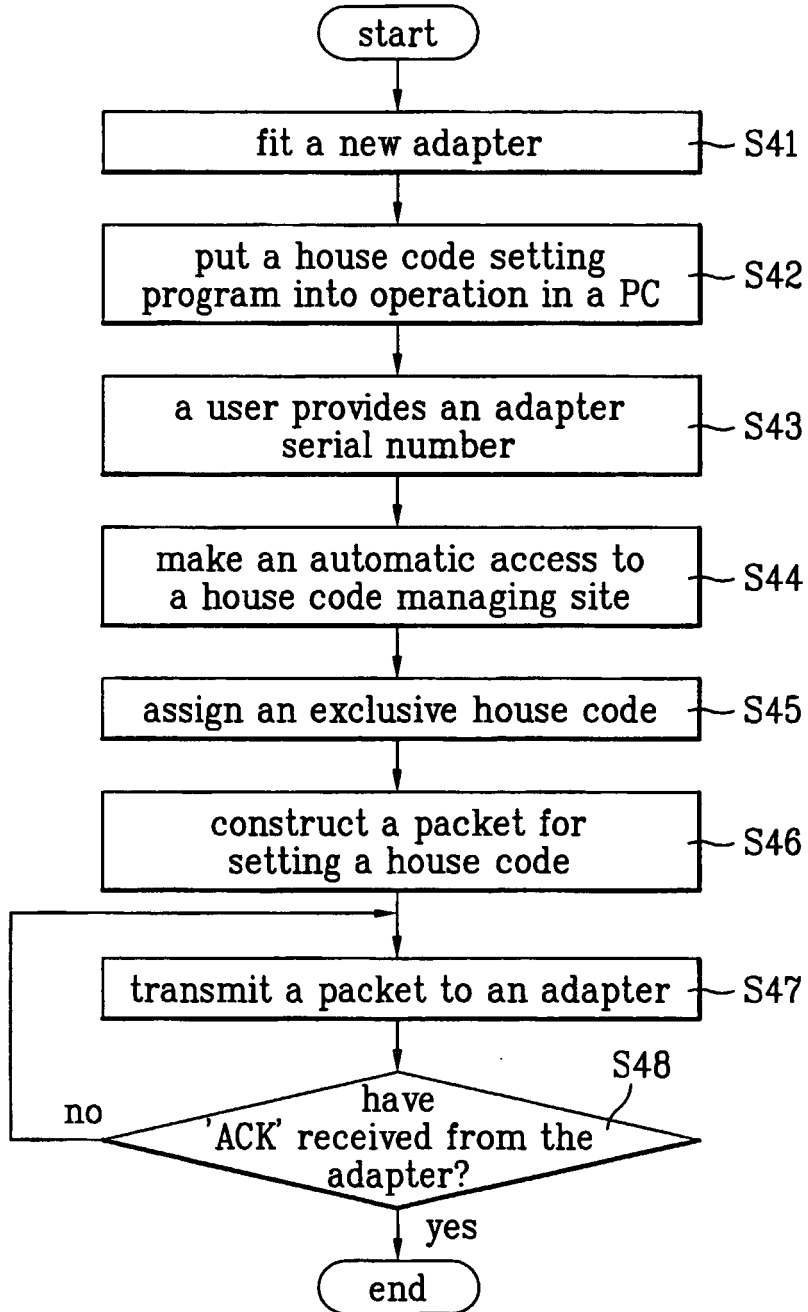 start
fit a new adapter
S41
put a house code setting
program into operation in a PC
S42
a user provides an adapter
serial number
S43
make an automatic access to
a house code managing site
S44
assign an exclusive house code
S45
construct a packet for
setting a house code
S46
transmit a packet to an adapter
S47
S48
have
'ACK' received from the
adapter?
no
yes
end